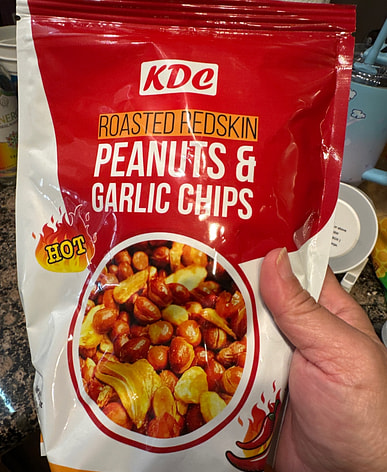 KDC
ROASTED REDSKIN
PEANUTS &
GARLIC CHIPS
HOT